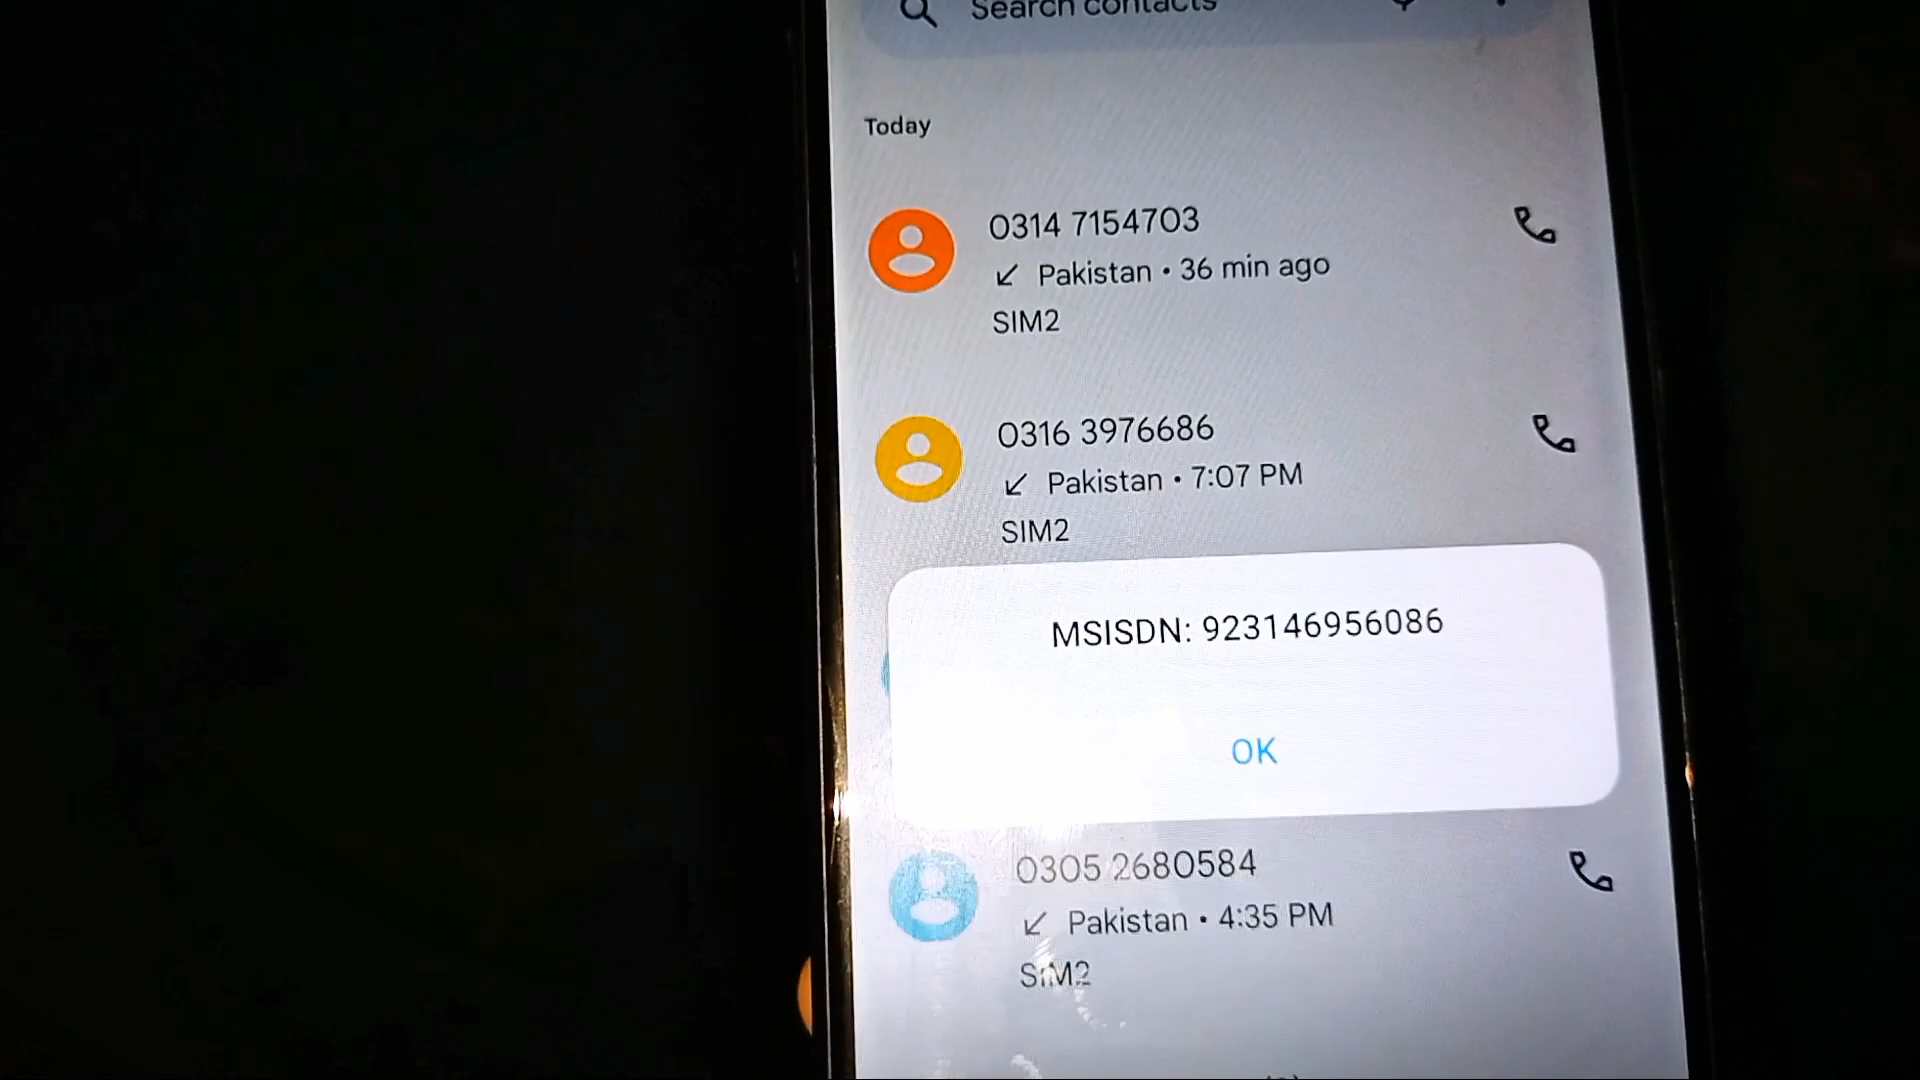 Search contacts
Today
0314 7154703
↙ Pakistan • 36 min ago
SIM2
0316 3976686
↙ Pakistan • 7:07 PM
SIM2
MSISDN: 923146956086
OK
0305 2680584
↙ Pakistan • 4:35 PM
SIM2